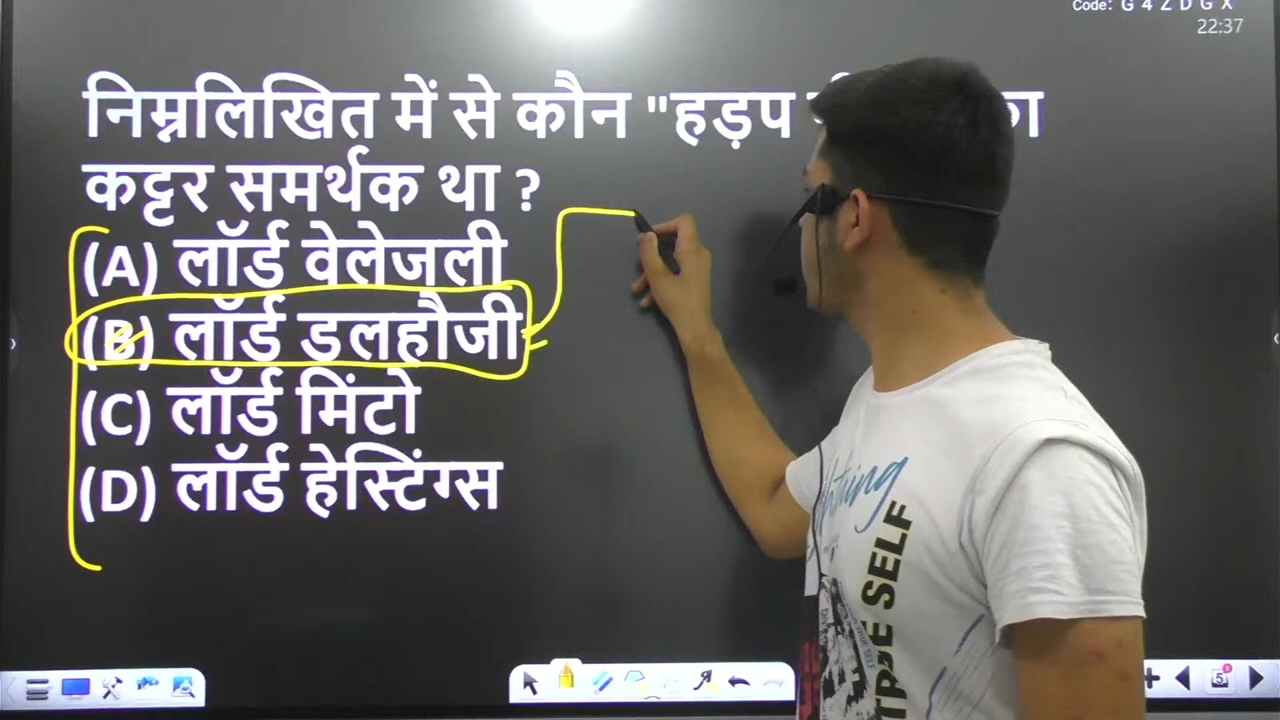 Code: G 4 Z D G X
22:37
निम्नलिखित में से कौन "हड़प का
कट्टर समर्थक था ?
(A) लॉर्ड वेलेजली
(B) लॉर्ड डलहौजी
(C) लॉर्ड मिंटो
(D) लॉर्ड हेस्टिंग्स
TRUE SELF